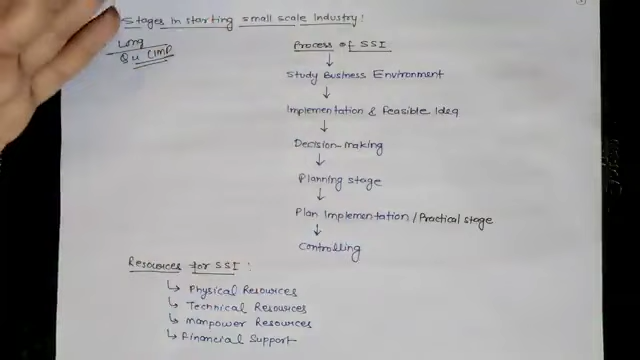 Stages in starting small scale Industry:
Long
Qu (IMP)
Process of SSI
↓
Study Business Environment
↓
Implementation & Feasible Idea
↓
Decision-making
↓
Planning stage
↓
Plan Implementation/Practical stage
↓
Controlling
Resources for SSI:
↳ Physical Resources
↳ Technical Resources
↳ Manpower Resources
↳ Financial Support